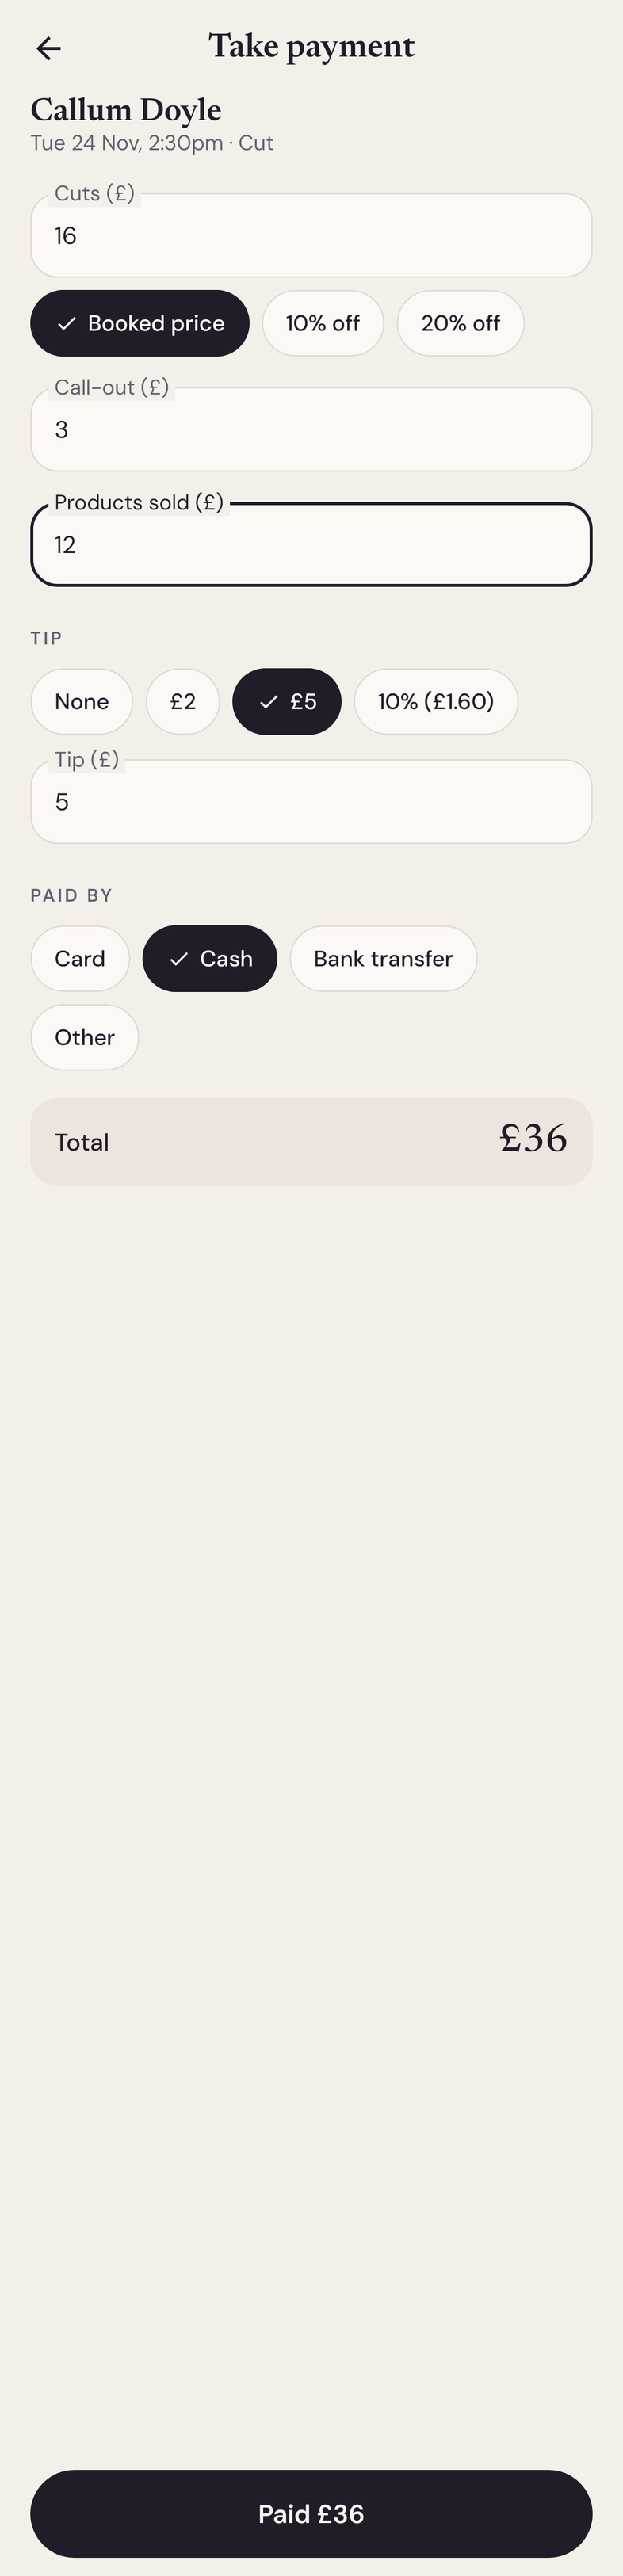 Take payment
Callum Doyle
Tue 24 Nov, 2:30pm · Cut
Cuts (£)
16
Booked price
10% off
20% off
Call-out (£)
3
Products sold (£)
12
TIP
None
£2
£5
10% (£1.60)
Tip (£)
5
PAID BY
Card
Cash
Bank transfer
Other
Total
£36
Paid £36